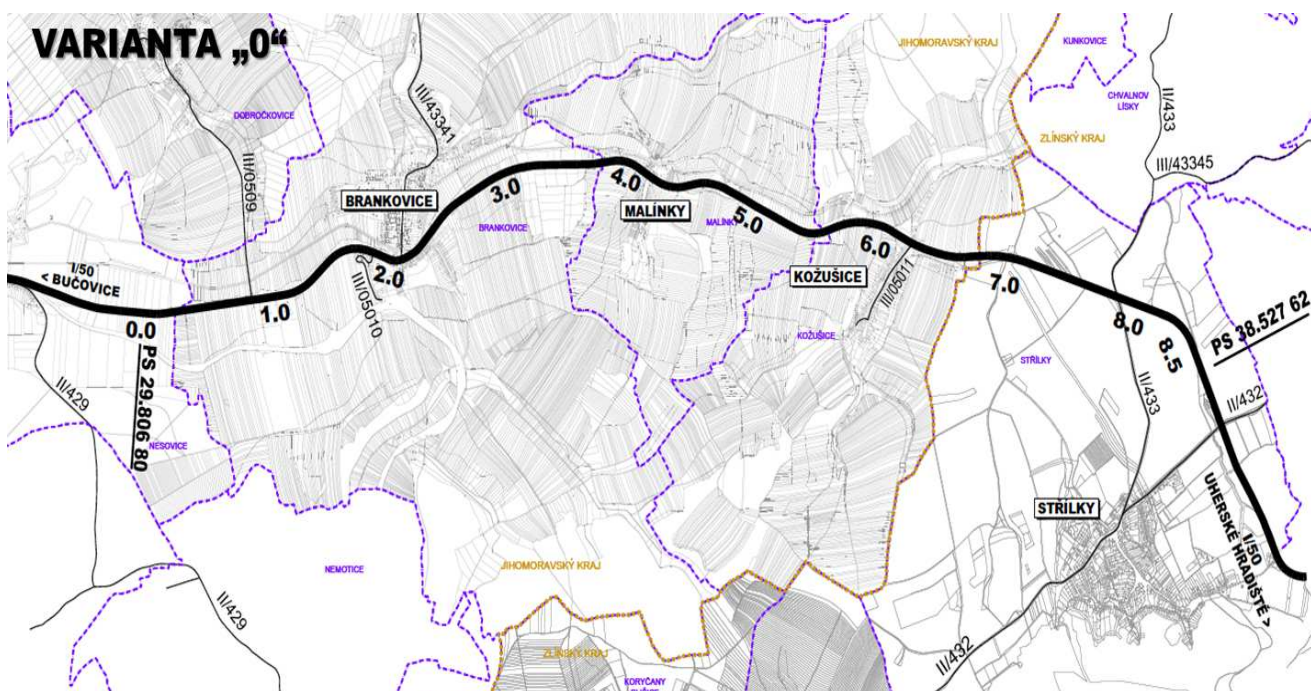 VARIANTA „0“
JIHOMORAVSKÝ KRAJ
KUNKOVICE
DOBROČKOVICE
III/43341
CHVALNOV
LÍSKY
II/433
ZLÍNSKÝ KRAJ
III/43345
III/0509
BRANKOVICE
3.0
4.0
MALÍNKY
BRANKOVICE
MALÍNKY
5.0
I/50
< BUČOVICE
2.0
III/05010
6.0
KOŽUŠICE
III/05011
7.0
0.0
1.0
8.0
8.5
PS 38.527 62
PS 29.806 80
KOŽUŠICE
STŘÍLKY
II/429
II/433
II/432
NESOVICE
STŘÍLKY
UHERSKÉ HRADIŠTĚ >
I/50
NEMOTICE
JIHOMORAVSKÝ KRAJ
II/429
ZLÍNSKÝ KRAJ
II/432
KORYČANY